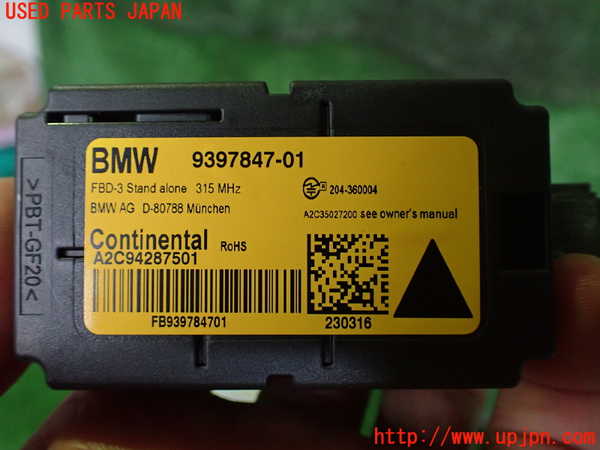 USED PARTS JAPAN
BMW 9397847-01
FBD-3 Stand alone 315 MHz
BMW AG D-80788 München
204-360004
A2C35027200 see owner's manual
Continental RoHS
A2C94287501
FB939784701
230316
>PBT-GF20<
http://www.upjpn.com/